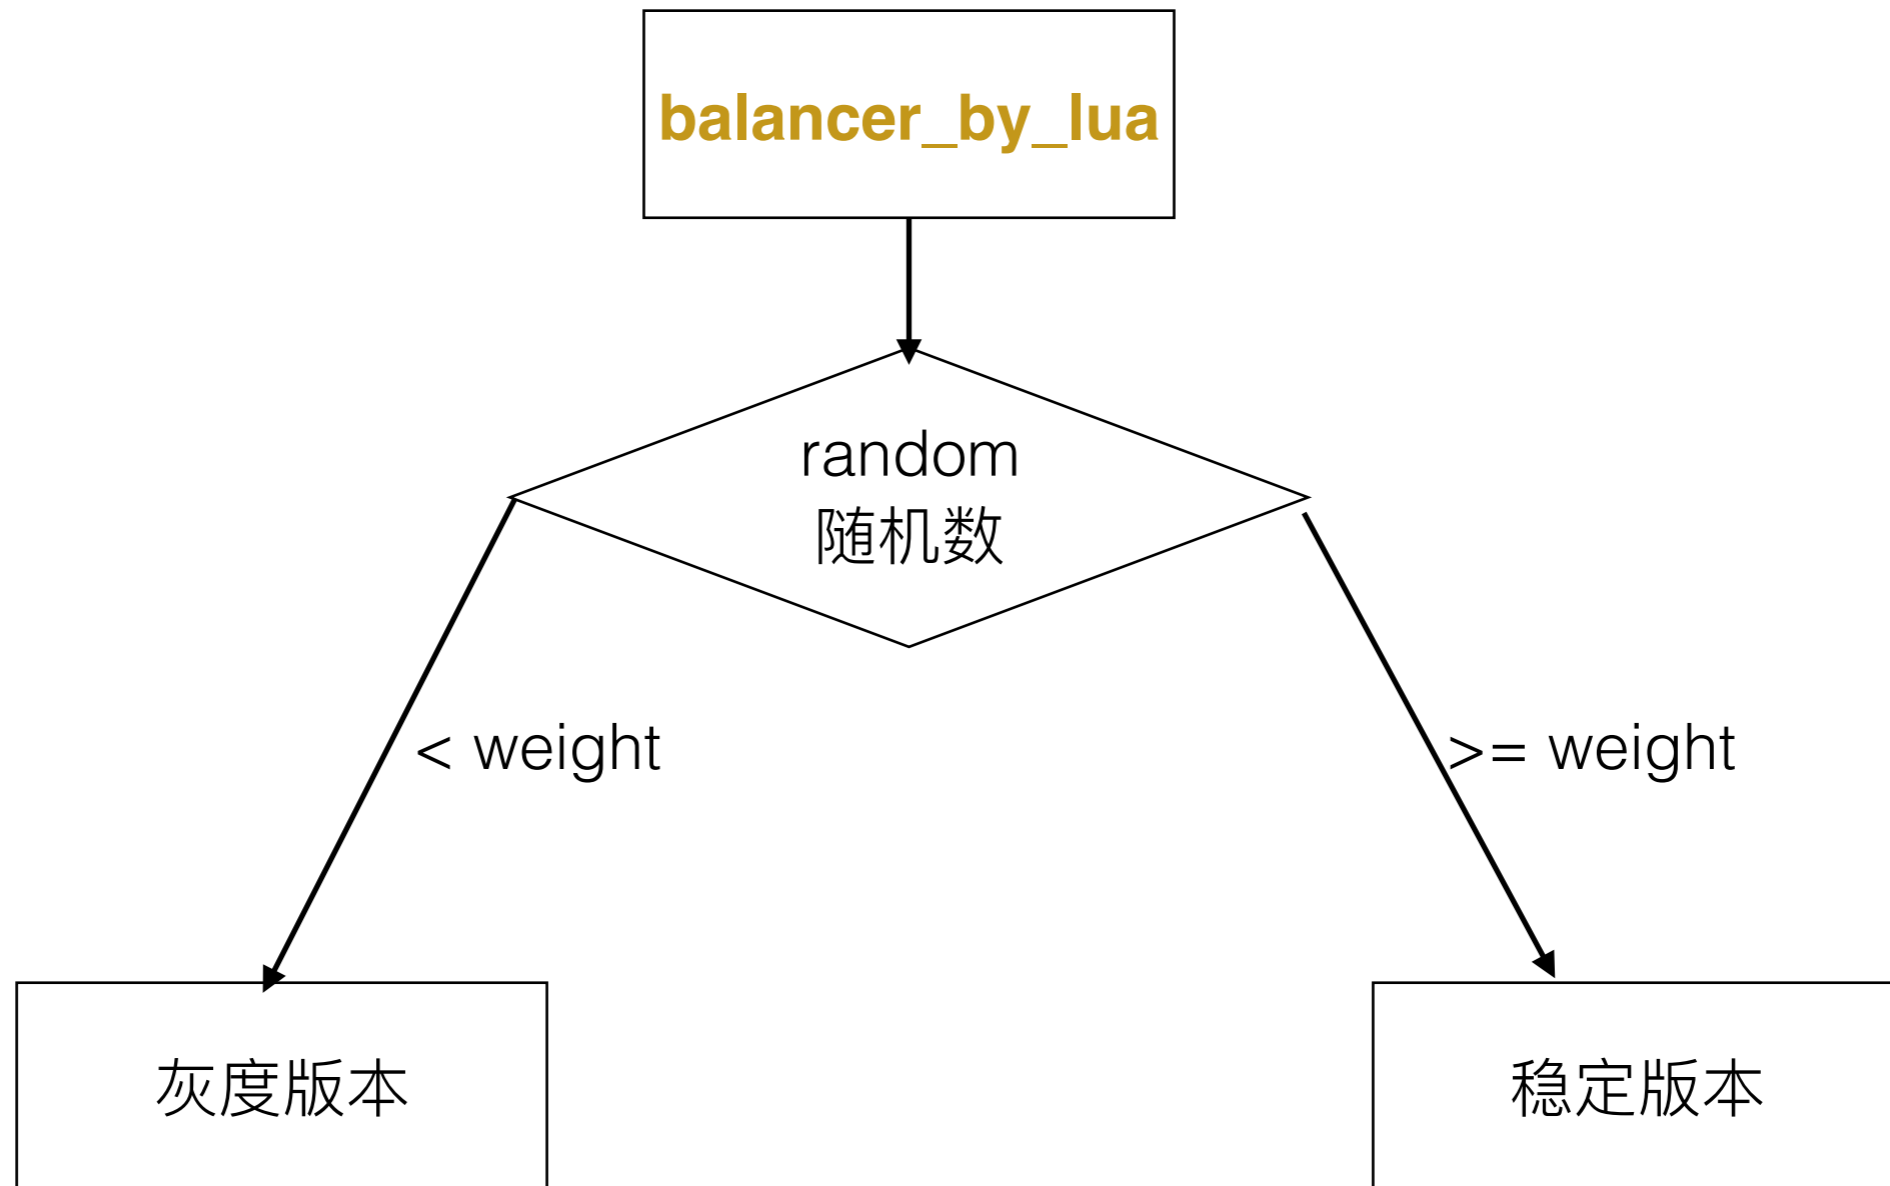 balancer_by_lua
random
随机数
< weight
>= weight
灰度版本
稳定版本